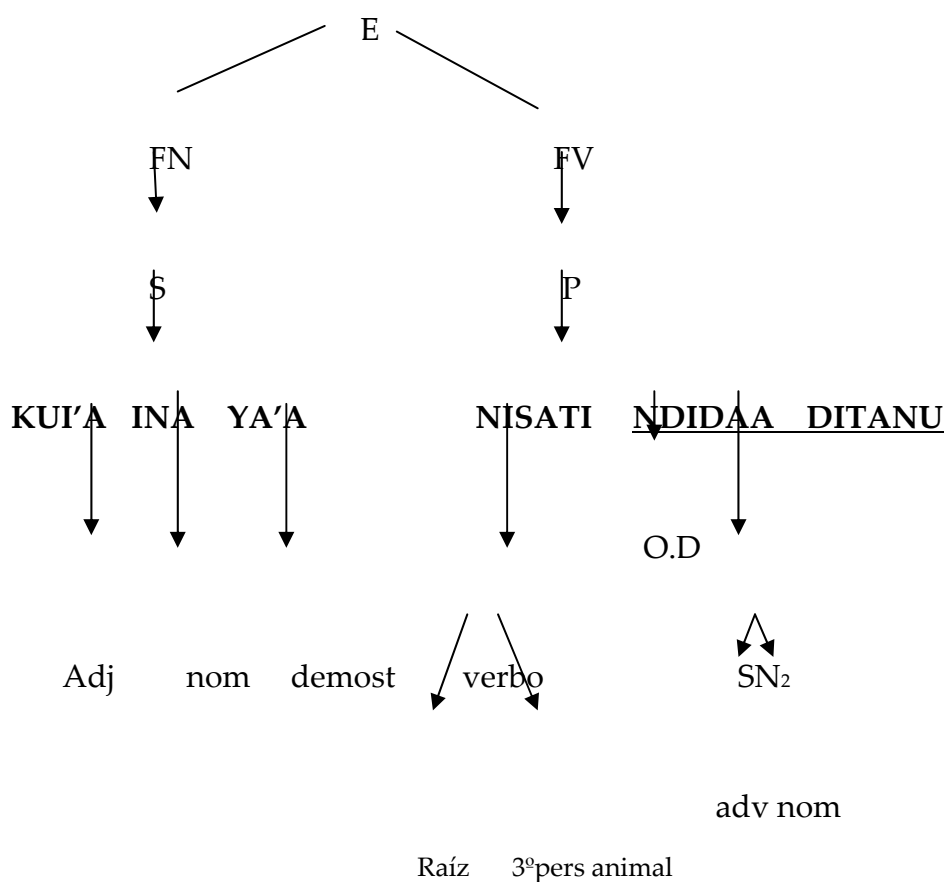 E
FN FV
S P
KUI’A INA YA’A NISATI NDIDAA DITANU
O.D
Adj nom demost verbo SN₂
adv nom
Raíz 3ºpers animal